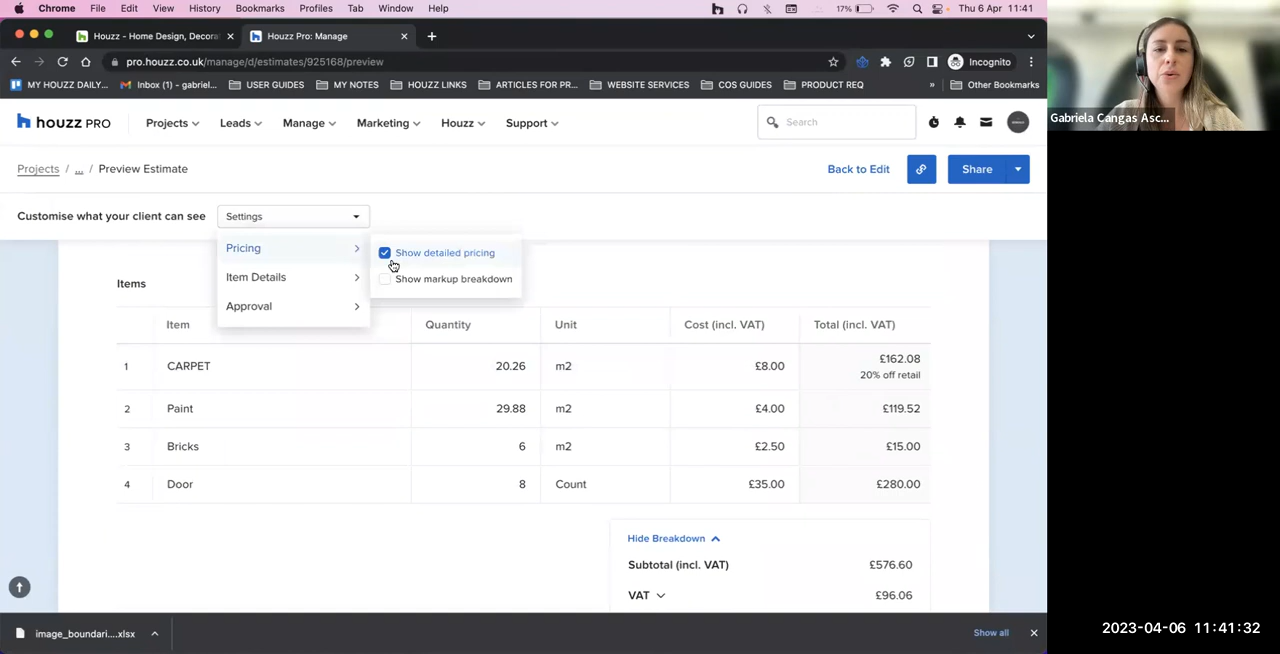 Chrome File Edit View History Bookmarks Profiles Tab Window Help 17% Thu 6 Apr 11:41
Houzz - Home Design, Decora Houzz Pro: Manage
pro.houzz.co.uk/manage/d/estimates/925168/preview Incognito
MY HOUZZ DAILY... Inbox (1) - gabriel... USER GUIDES MY NOTES HOUZZ LINKS ARTICLES FOR PR... WEBSITE SERVICES COS GUIDES PRODUCT REQ » Other Bookmarks
houzz PRO Projects Leads Manage Marketing Houzz Support Search
Gabriela Cangas Asc...
Projects / ... / Preview Estimate Back to Edit Share
Customise what your client can see Settings
Pricing Show detailed pricing
Show markup breakdown
Item Details
Approval
Items
Item Quantity Unit Cost (incl. VAT) Total (incl. VAT)
1 CARPET 20.26 m2 £8.00 £162.08
20% off retail
2 Paint 29.88 m2 £4.00 £119.52
3 Bricks 6 m2 £2.50 £15.00
4 Door 8 Count £35.00 £280.00
Hide Breakdown
Subtotal (incl. VAT) £576.60
VAT £96.06
image_boundari....xlsx Show all
2023-04-06 11:41:32